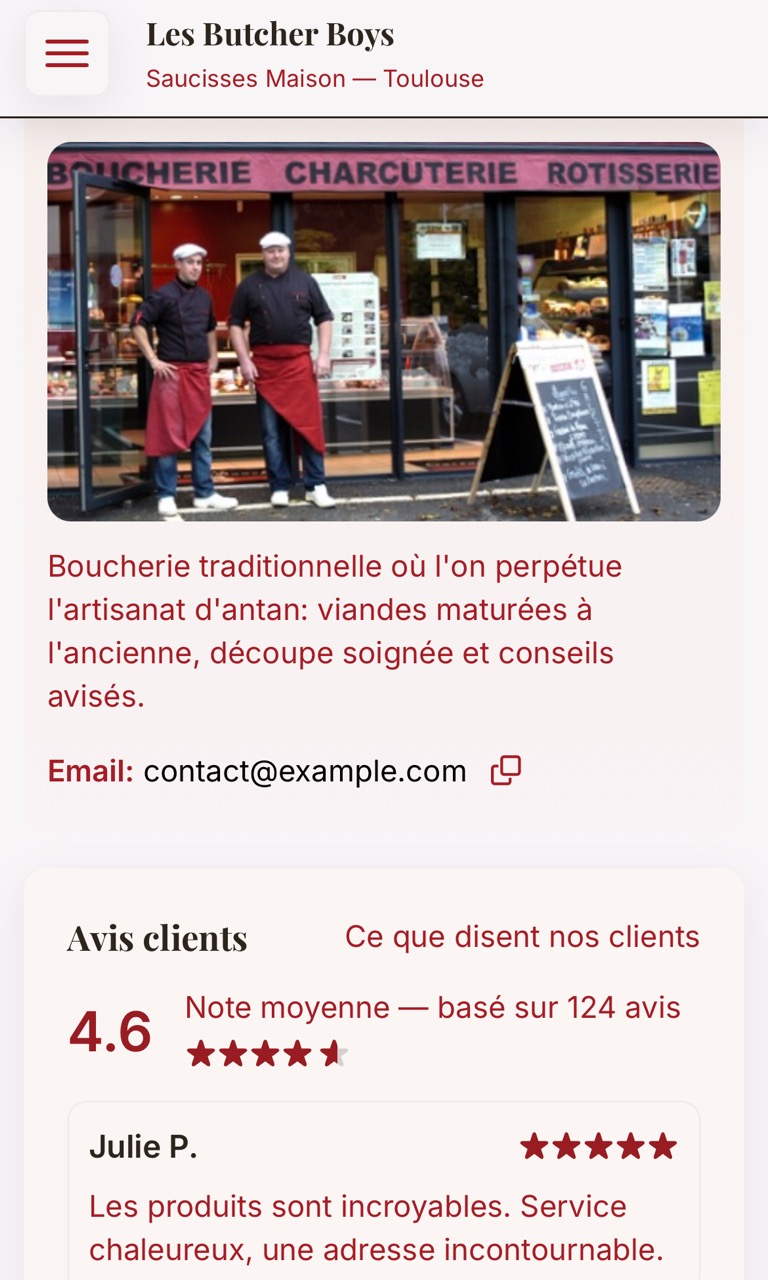 Les Butcher Boys
Saucisses Maison — Toulouse
BOUCHERIE CHARCUTERIE ROTISSERIE
Boucherie traditionnelle où l'on perpétue
l'artisanat d'antan: viandes maturées à
l'ancienne, découpe soignée et conseils
avisés.
Email: contact@example.com
Avis clients
Ce que disent nos clients
4.6
Note moyenne — basé sur 124 avis
Julie P.
Les produits sont incroyables. Service
chaleureux, une adresse incontournable.